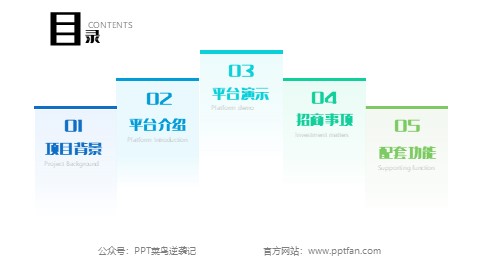 目录
CONTENTS
01
项目背景
Project Background
02
平台介绍
Platform introduction
03
平台演示
Platform demo
04
招商事项
Investment matters
05
配套功能
Supporting function
公众号：PPT菜鸟逆袭记
官方网站：www.pptfan.com